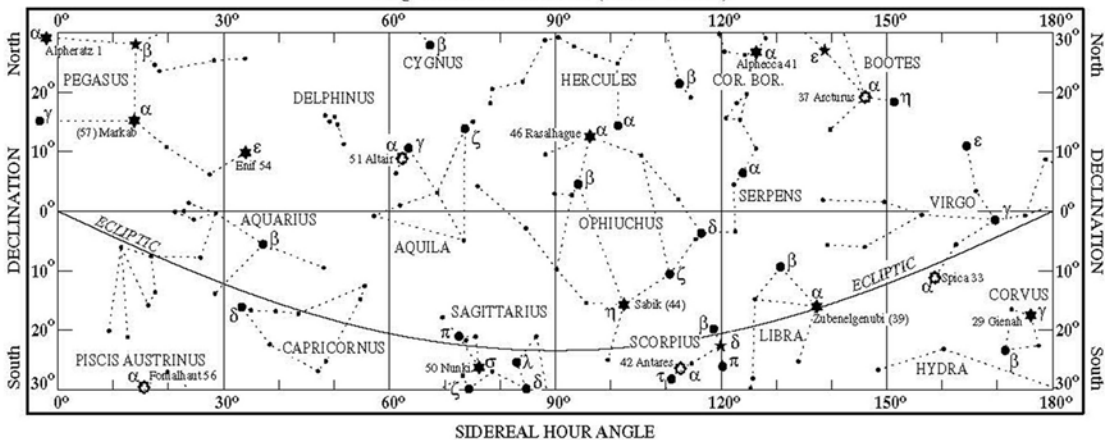 0° 30° 60° 90° 120° 150° 180°
North
30°
20°
10°
0°
10°
20°
30°
South
DECLINATION
α
Alpheratz 1
β
PEGASUS
γ
α
(57) Markab
ε
Enif 54
DELPHINUS
β
CYGNUS
α γ
51 Altair
ζ
HERCULES
β
46 Rasalhague α
α
β
COR. BOR.
Alphecca 41
α
ε
BOOTES
α
37 Arcturus
η
α
SERPENS
ε
VIRGO
γ
ECLIPTIC
AQUARIUS
β
AQUILA
OPHIUCHUS
δ
ζ
η
Sabik (44)
β
ECLIPTIC
Spica 33
α
δ
CAPRICORNUS
SAGITTARIUS
π
σ
50 Nunki
λ
ζ
δ
SCORPIUS
β
δ
π
42 Antares
α
τ
LIBRA
α
Zubenelgenubi (39)
CORVUS
γ
29 Gienah
β
HYDRA
PISCIS AUSTRINUS
α
Fomalhaut 56
North
30°
20°
10°
0°
10°
20°
30°
South
DECLINATION
0° 30° 60° 90° 120° 150° 180°
SIDEREAL HOUR ANGLE